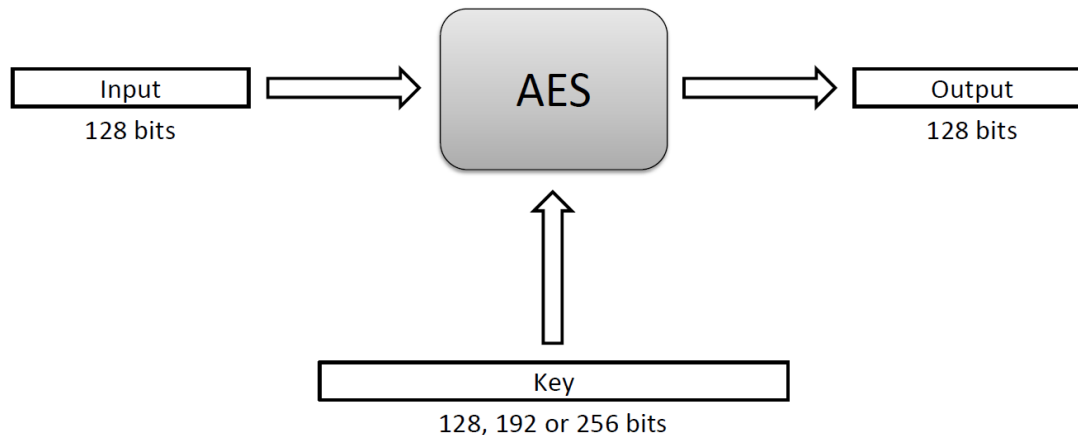 Input
128 bits
AES
Output
128 bits
Key
128, 192 or 256 bits